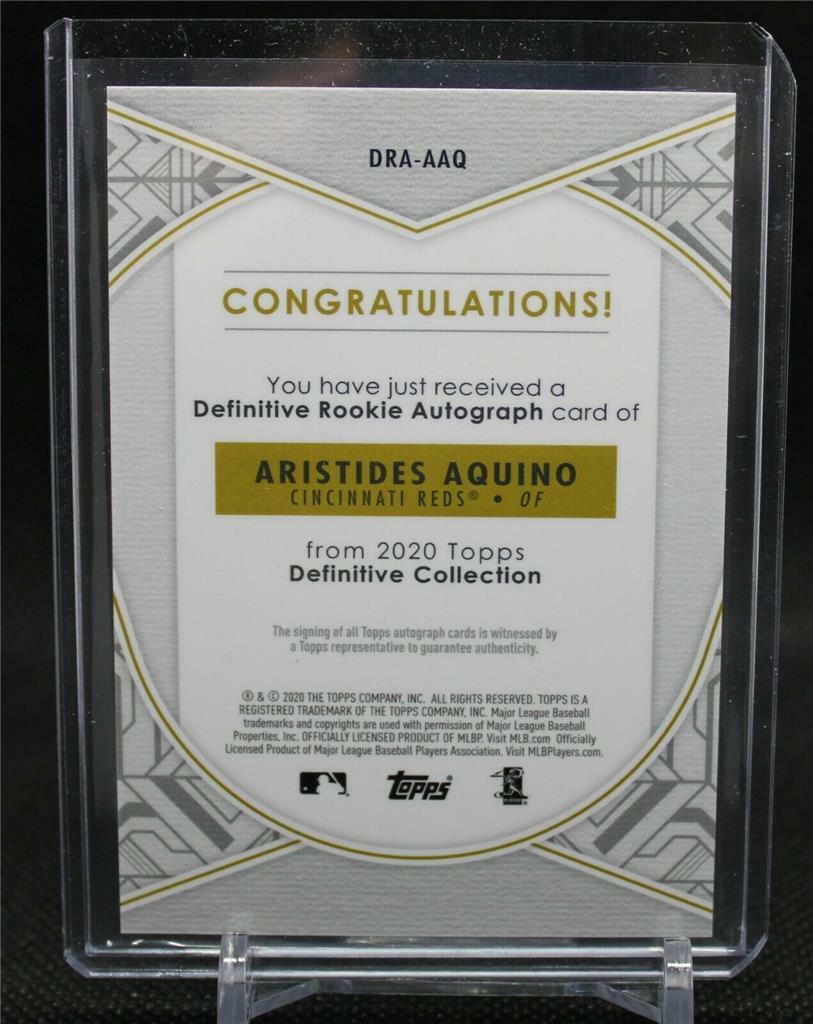 DRA-AAQ
CONGRATULATIONS!
You have just received a
Definitive Rookie Autograph card of
ARISTIDES AQUINO
CINCINNATI REDS® • OF
from 2020 Topps
Definitive Collection
The signing of all Topps autograph cards is witnessed by
a Topps representative to guarantee authenticity.
® & © 2020 THE TOPPS COMPANY, INC. ALL RIGHTS RESERVED. TOPPS IS A
REGISTERED TRADEMARK OF THE TOPPS COMPANY, INC. Major League Baseball
trademarks and copyrights are used with permission of Major League Baseball
Properties, Inc. OFFICIALLY LICENSED PRODUCT OF MLBP. Visit MLB.com Officially
Licensed Product of Major League Baseball Players Association. Visit MLBPlayers.com.
topps®